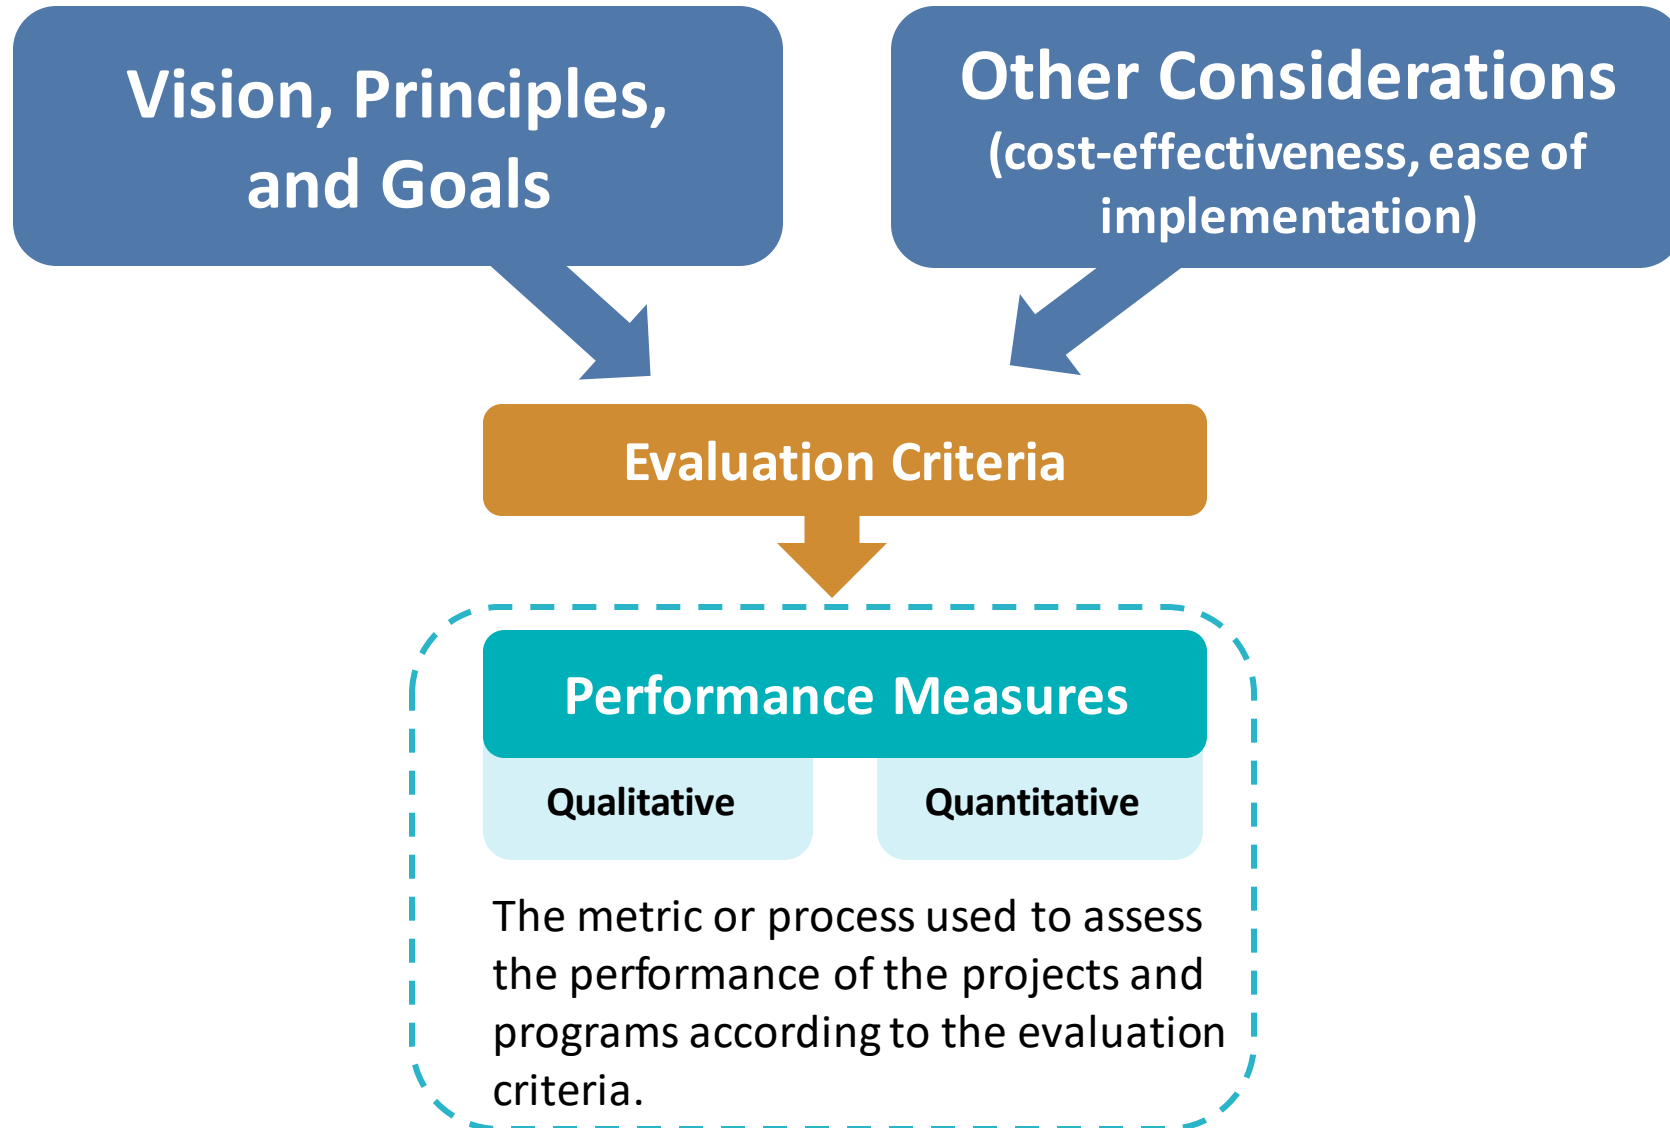 Vision, Principles,
and Goals
Other Considerations
(cost-effectiveness, ease of
implementation)
Evaluation Criteria
Performance Measures
Qualitative
Quantitative
The metric or process used to assess
the performance of the projects and
programs according to the evaluation
criteria.